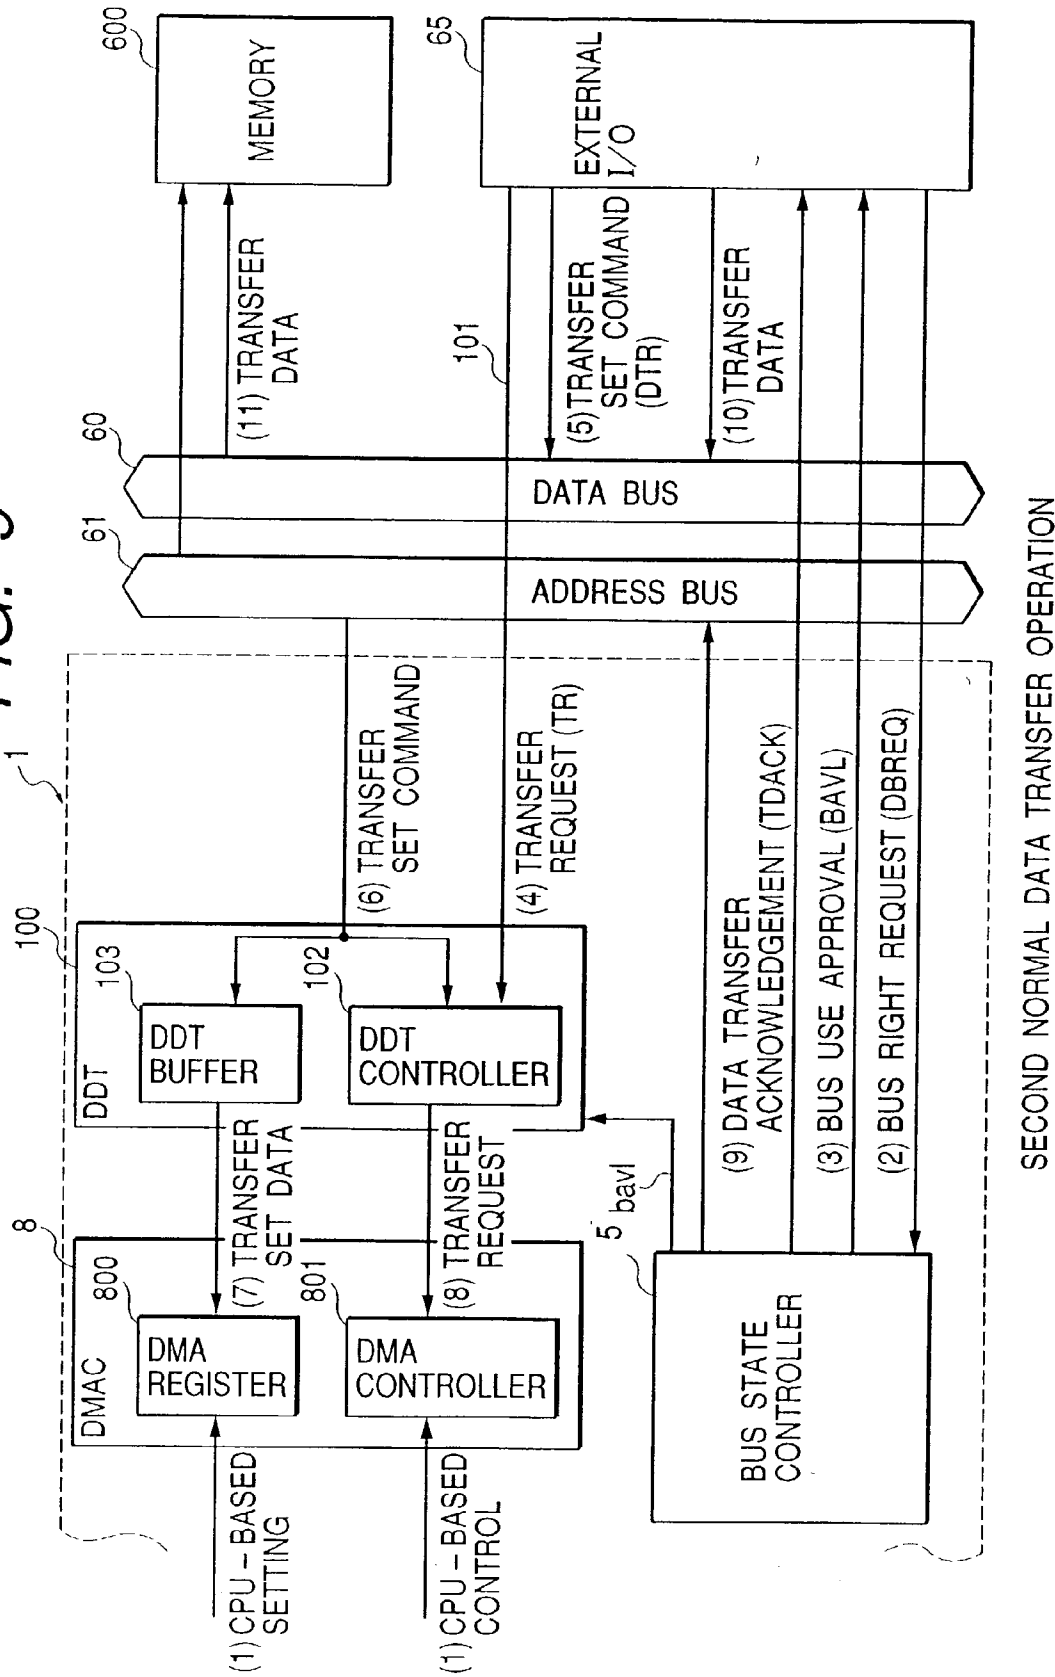 FIG.
1
8
DMAC
800
DMA
REGISTER
801
DMA
CONTROLLER
(1) CPU-BASED
SETTING
(1) CPU-BASED
CONTROL
(7) TRANSFER
SET DATA
(8) TRANSFER
REQUEST
100
DDT
103
DDT
BUFFER
102
DDT
CONTROLLER
(6) TRANSFER
SET COMMAND
(4) TRANSFER
REQUEST (TR)
61
60
ADDRESS BUS
DATA BUS
600
MEMORY
(11) TRANSFER
DATA
101
65
EXTERNAL
I/O
(5) TRANSFER
SET COMMAND
(DTR)
(10) TRANSFER
DATA
5
bavl
BUS STATE
CONTROLLER
(9) DATA TRANSFER
ACKNOWLEDGEMENT (TDACK)
(3) BUS USE APPROVAL (BAVL)
(2) BUS RIGHT REQUEST (DBREQ)
SECOND NORMAL DATA TRANSFER OPERATION